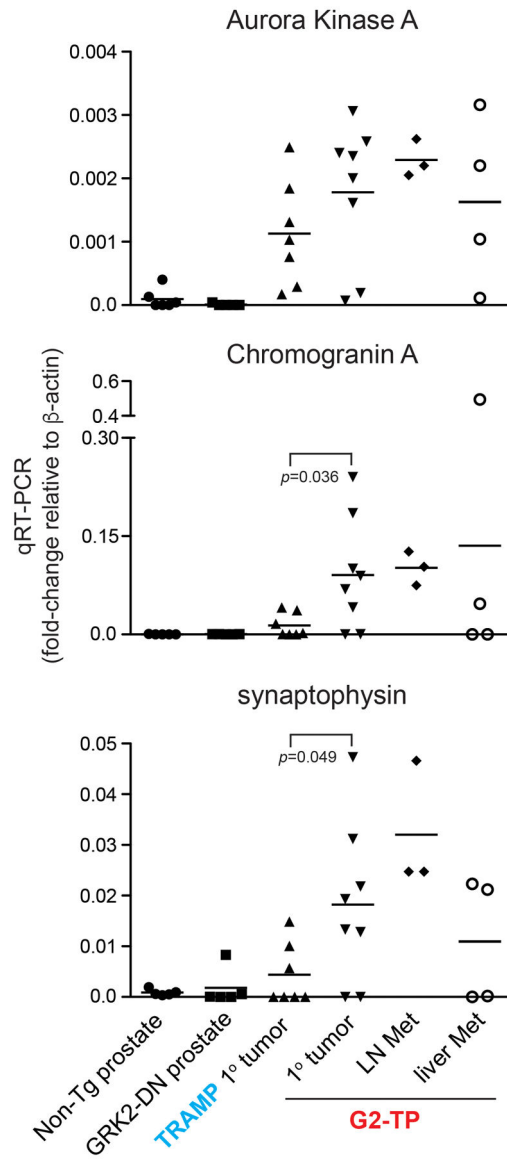 Aurora Kinase A
0.004
0.003
0.002
0.001
0.0
Chromogranin A
0.6
0.4
0.30
0.15
0.0
p=0.036
qRT-PCR
(fold-change relative to β-actin)
synaptophysin
0.05
0.04
0.03
0.02
0.01
0.0
p=0.049
Non-Tg prostate
GRK2-DN prostate
TRAMP 1º tumor
1º tumor
LN Met
liver Met
G2-TP